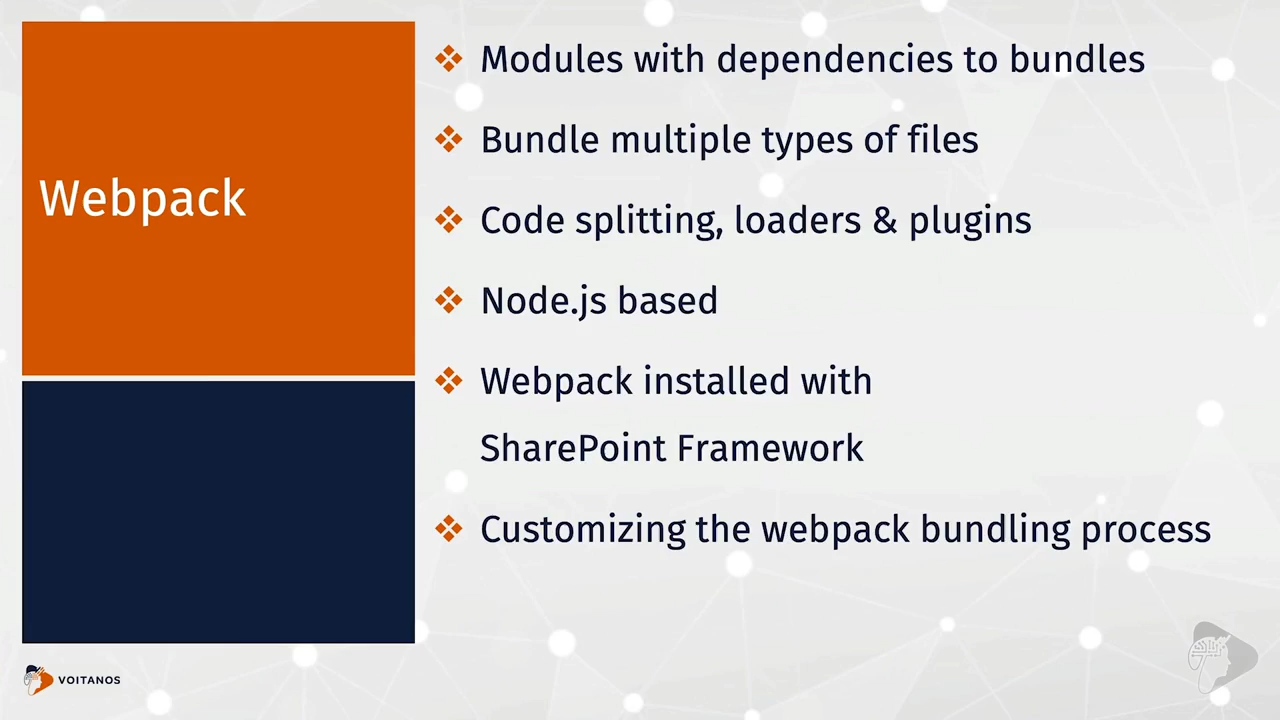 Webpack
Modules with dependencies to bundles
Bundle multiple types of files
Code splitting, loaders & plugins
Node.js based
Webpack installed with
SharePoint Framework
Customizing the webpack bundling process
VOITANOS